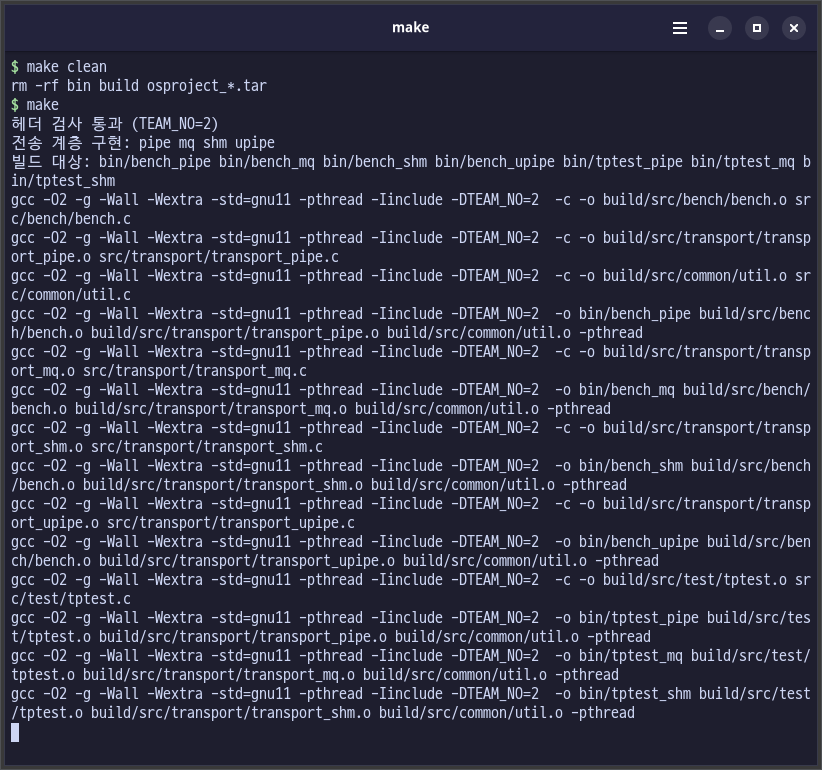 make
$ make clean
rm -rf bin build osproject_*.tar
$ make
헤더 검사 통과 (TEAM_NO=2)
전송 계층 구현: pipe mq shm upipe
빌드 대상: bin/bench_pipe bin/bench_mq bin/bench_shm bin/bench_upipe bin/tptest_pipe bin/tptest_mq b
in/tptest_shm
gcc -O2 -g -Wall -Wextra -std=gnu11 -pthread -Iinclude -DTEAM_NO=2  -c -o build/src/bench/bench.o sr
c/bench/bench.c
gcc -O2 -g -Wall -Wextra -std=gnu11 -pthread -Iinclude -DTEAM_NO=2  -c -o build/src/transport/transp
ort_pipe.o src/transport/transport_pipe.c
gcc -O2 -g -Wall -Wextra -std=gnu11 -pthread -Iinclude -DTEAM_NO=2  -c -o build/src/common/util.o sr
c/common/util.c
gcc -O2 -g -Wall -Wextra -std=gnu11 -pthread -Iinclude -DTEAM_NO=2  -o bin/bench_pipe build/src/benc
h/bench.o build/src/transport/transport_pipe.o build/src/common/util.o -pthread
gcc -O2 -g -Wall -Wextra -std=gnu11 -pthread -Iinclude -DTEAM_NO=2  -c -o build/src/transport/transp
ort_mq.o src/transport/transport_mq.c
gcc -O2 -g -Wall -Wextra -std=gnu11 -pthread -Iinclude -DTEAM_NO=2  -o bin/bench_mq build/src/bench/
bench.o build/src/transport/transport_mq.o build/src/common/util.o -pthread
gcc -O2 -g -Wall -Wextra -std=gnu11 -pthread -Iinclude -DTEAM_NO=2  -c -o build/src/transport/transp
ort_shm.o src/transport/transport_shm.c
gcc -O2 -g -Wall -Wextra -std=gnu11 -pthread -Iinclude -DTEAM_NO=2  -o bin/bench_shm build/src/bench
/bench.o build/src/transport/transport_shm.o build/src/common/util.o -pthread
gcc -O2 -g -Wall -Wextra -std=gnu11 -pthread -Iinclude -DTEAM_NO=2  -c -o build/src/transport/transp
ort_upipe.o src/transport/transport_upipe.c
gcc -O2 -g -Wall -Wextra -std=gnu11 -pthread -Iinclude -DTEAM_NO=2  -o bin/bench_upipe build/src/ben
ch/bench.o build/src/transport/transport_upipe.o build/src/common/util.o -pthread
gcc -O2 -g -Wall -Wextra -std=gnu11 -pthread -Iinclude -DTEAM_NO=2  -c -o build/src/test/tptest.o sr
c/test/tptest.c
gcc -O2 -g -Wall -Wextra -std=gnu11 -pthread -Iinclude -DTEAM_NO=2  -o bin/tptest_pipe build/src/tes
t/tptest.o build/src/transport/transport_pipe.o build/src/common/util.o -pthread
gcc -O2 -g -Wall -Wextra -std=gnu11 -pthread -Iinclude -DTEAM_NO=2  -o bin/tptest_mq build/src/test/
tptest.o build/src/transport/transport_mq.o build/src/common/util.o -pthread
gcc -O2 -g -Wall -Wextra -std=gnu11 -pthread -Iinclude -DTEAM_NO=2  -o bin/tptest_shm build/src/test
/tptest.o build/src/transport/transport_shm.o build/src/common/util.o -pthread